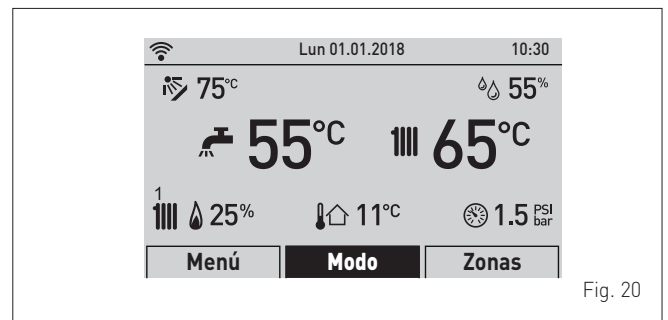 Lun 01.01.2018 10:30
75°C 55%
55°C 65°C
1
25% 11°C 1.5 PSI bar
Menú Modo Zonas
Fig. 20